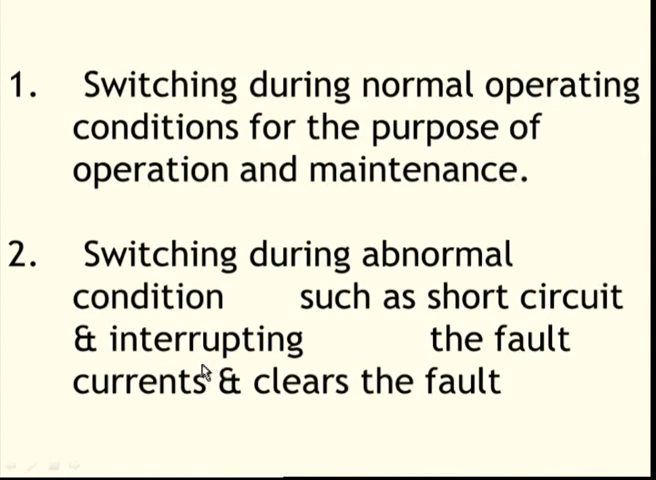 1. Switching during normal operating
conditions for the purpose of
operation and maintenance.
2. Switching during abnormal
condition such as short circuit
& interrupting the fault
currents & clears the fault